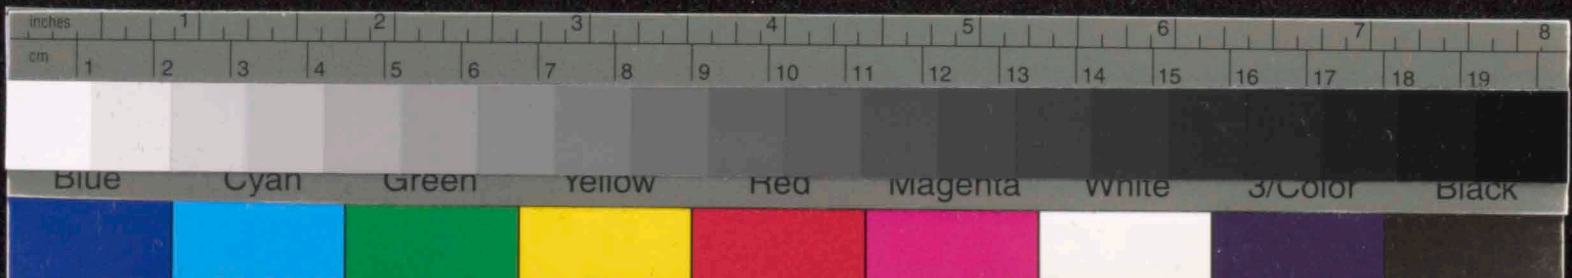 inches 1 2 3 4 5 6 7 8
cm 1 2 3 4 5 6 7 8 9 10 11 12 13 14 15 16 17 18 19
Blue Cyan Green Yellow Red Magenta White 3/Color Black